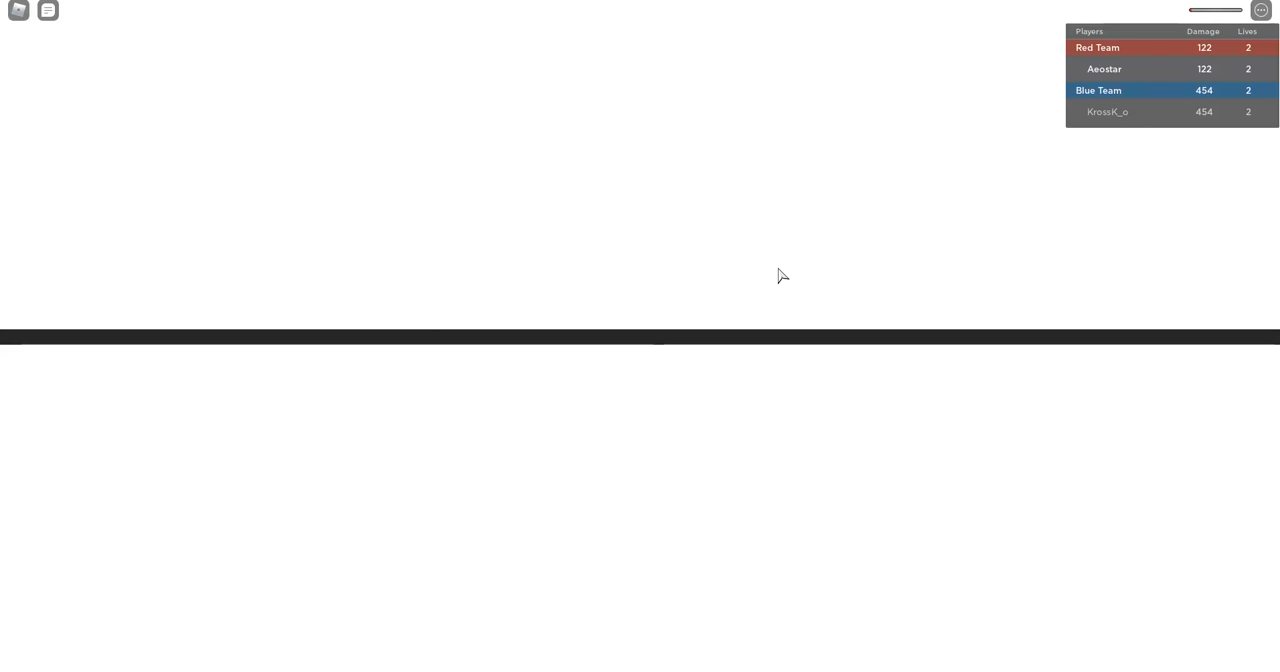 Players Damage Lives
Red Team 122 2
Aeostar 122 2
Blue Team 454 2
KrossK_o 454 2